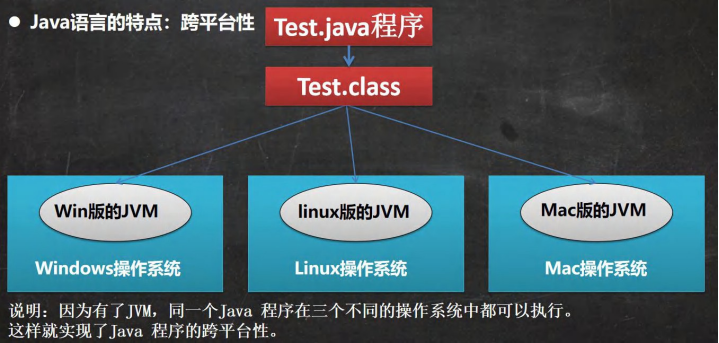 ● Java语言的特点：跨平台性
Test.java程序
Test.class
Win版的JVM
linux版的JVM
Mac版的JVM
Windows操作系统
Linux操作系统
Mac操作系统
说明：因为有了JVM，同一个Java 程序在三个不同的操作系统中都可以执行。
这样就实现了Java 程序的跨平台性。